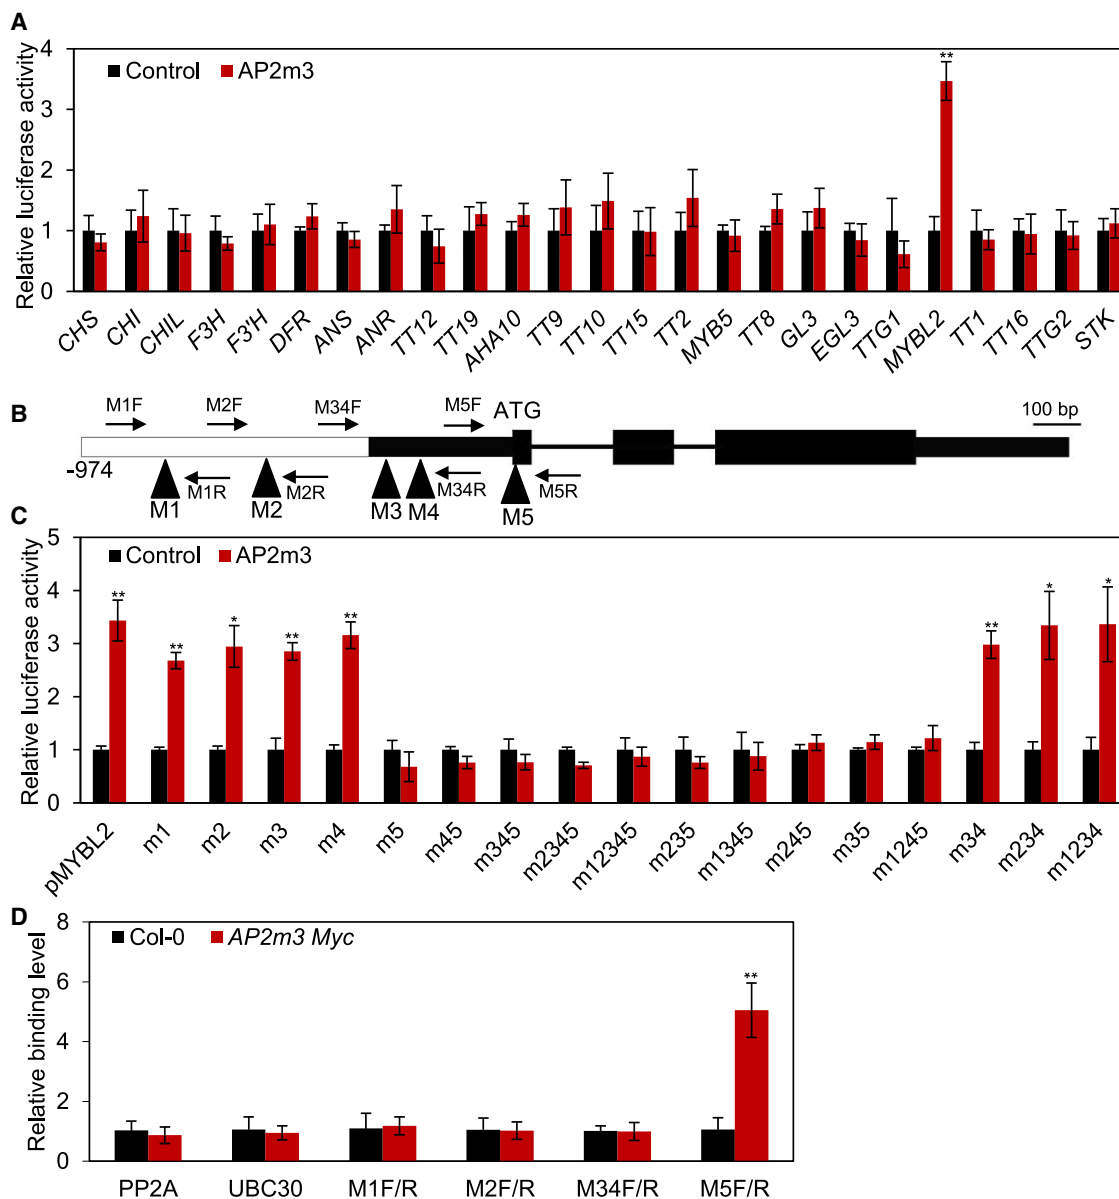 A
Relative luciferase activity
4
3
2
1
0
Control AP2m3
**
CHS CHI CHIL F3H F3'H DFR ANS ANR TT12 TT19 AHA10 TT9 TT10 TT15 TT2 MYB5 TT8 GL3 EGL3 TTG1 MYBL2 TT1 TT16 TTG2 STK
B
M1F M2F M34F M5F ATG 100 bp
-974
M1R M2R M34R M5R
M1 M2 M3 M4 M5
C
Relative luciferase activity
5
4
3
2
1
0
Control AP2m3
** ** * ** ** ** * *
pMYBL2 m1 m2 m3 m4 m5 m45 m345 m2345 m12345 m235 m1345 m245 m35 m1245 m34 m234 m1234
D
Relative binding level
8
6
4
2
0
Col-0 AP2m3 Myc
**
PP2A UBC30 M1F/R M2F/R M34F/R M5F/R